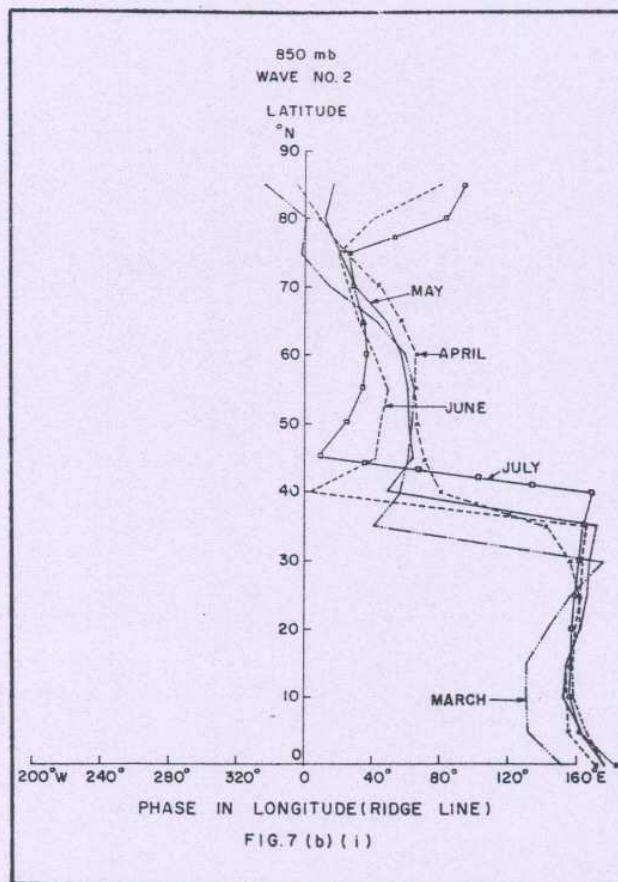 850 mb
WAVE NO. 2
LATITUDE
°N
90
80
70
MAY
60
APRIL
JUNE
50
JULY
40
30
20
10
MARCH
0
200°W 240° 280° 320° 0 40° 80° 120° 160°E
PHASE IN LONGITUDE (RIDGE LINE)
FIG. 7 (b) (i)